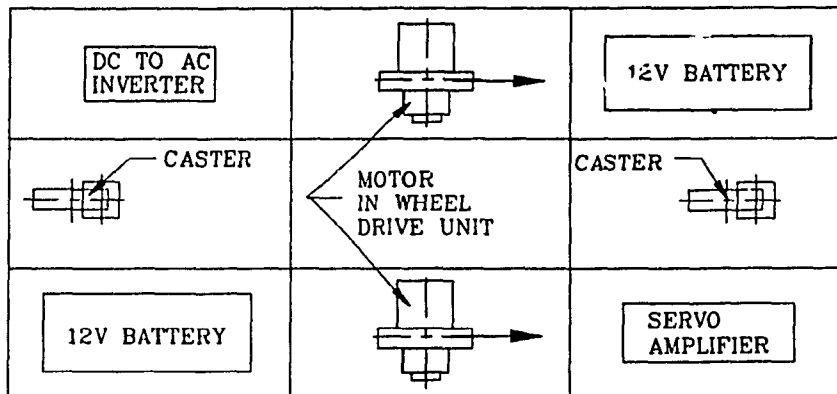 DC TO AC
INVERTER
12V BATTERY
CASTER
MOTOR
IN WHEEL
DRIVE UNIT
CASTER
12V BATTERY
SERVO
AMPLIFIER